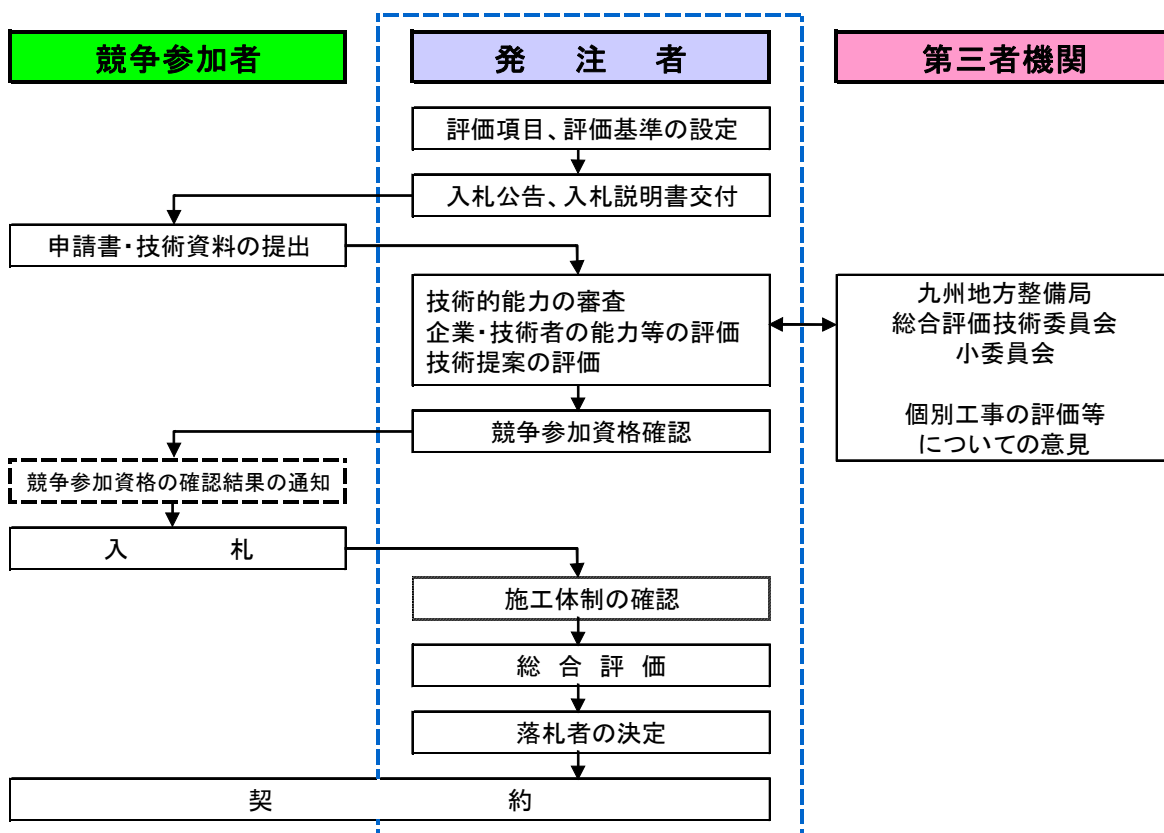 競争参加者
発 注 者
第三者機関
評価項目、評価基準の設定
入札公告、入札説明書交付
申請書・技術資料の提出
技術的能力の審査
企業・技術者の能力等の評価
技術提案の評価
九州地方整備局
総合評価技術委員会
小委員会
個別工事の評価等
についての意見
競争参加資格確認
競争参加資格の確認結果の通知
入 札
施工体制の確認
総 合 評 価
落札者の決定
契 約